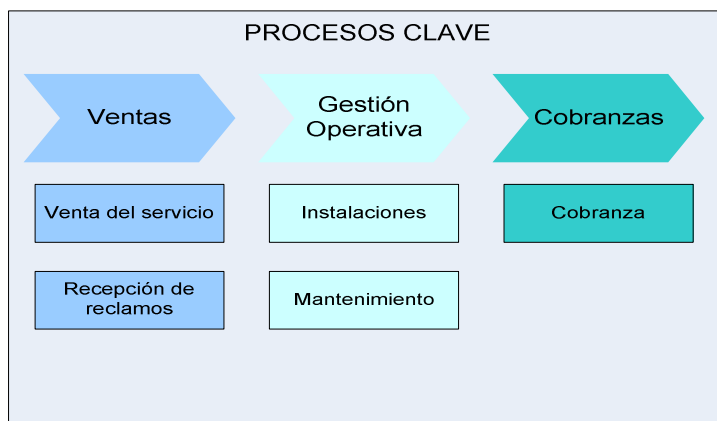 PROCESOS CLAVE
Ventas
Gestión
Operativa
Cobranzas
Venta del servicio
Instalaciones
Cobranza
Recepción de
reclamos
Mantenimiento